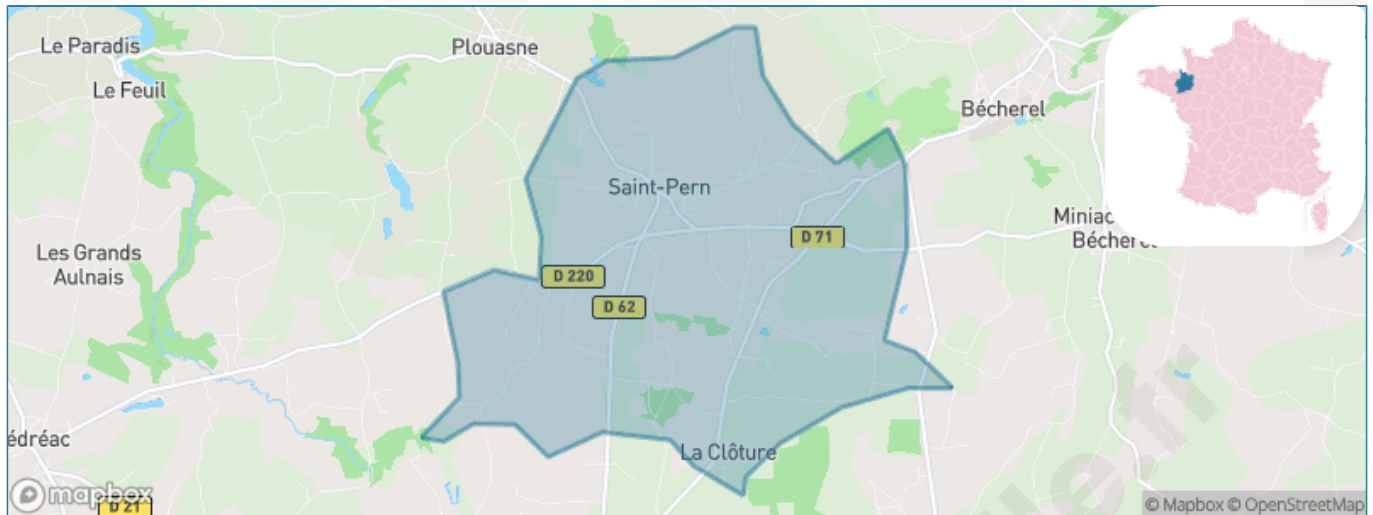 Le Paradis
Plouasne
Le Feuil
Bécherel
Saint-Pern
Miniac
Bécherel
D 71
Les Grands
Aulnais
D 220
D 62
édréac
La Clôture
mapbox
D 21
© Mapbox © OpenStreetMap